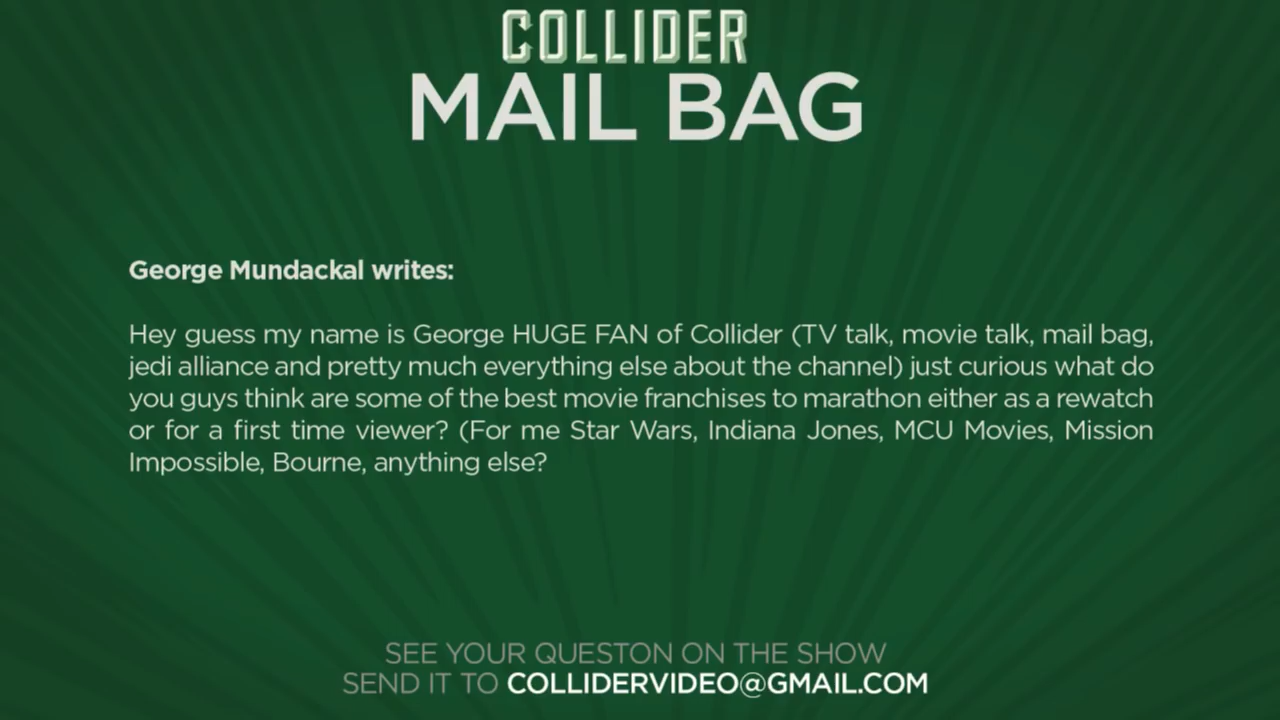 COLLIDER
MAIL BAG
George Mundackal writes:
Hey guess my name is George HUGE FAN of Collider (TV talk, movie talk, mail bag,
jedi alliance and pretty much everything else about the channel) just curious what do
you guys think are some of the best movie franchises to marathon either as a rewatch
or for a first time viewer? (For me Star Wars, Indiana Jones, MCU Movies, Mission
Impossible, Bourne, anything else?
SEE YOUR QUESTON ON THE SHOW
SEND IT TO COLLIDERVIDEO@GMAIL.COM